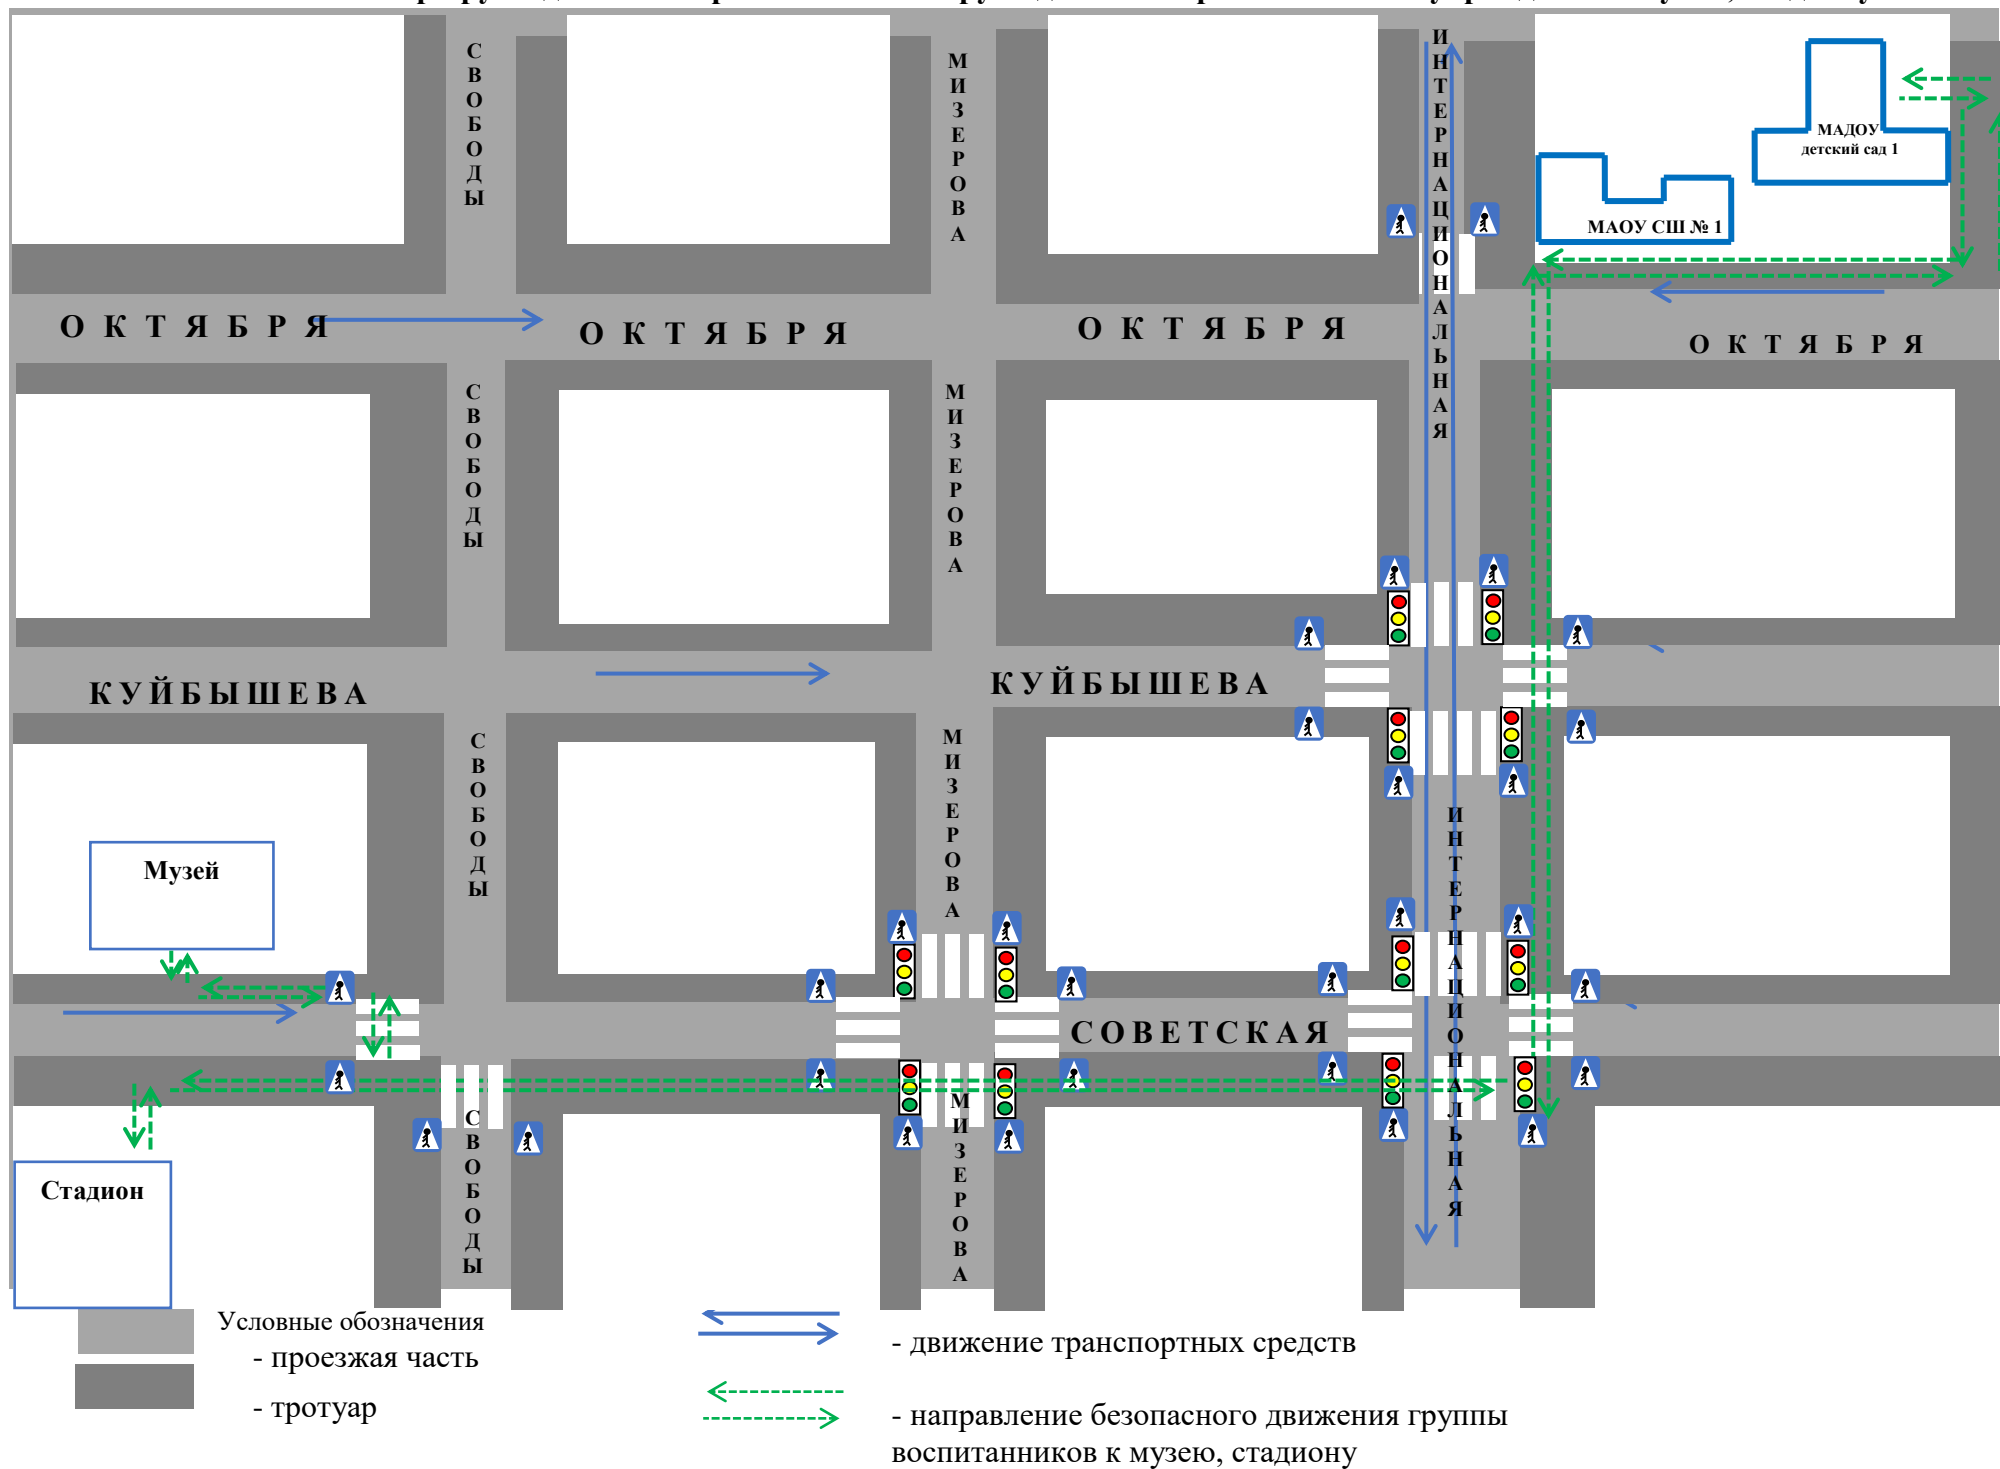 СВОБОДЫ
МИЗЕРОВА
ИНТЕРНАЦИОНАЛЬНАЯ
МАДОУ
детский сад 1
МАОУ СШ № 1
ОКТЯБРЯ
ОКТЯБРЯ
ОКТЯБРЯ
ОКТЯБРЯ
СВОБОДЫ
МИЗЕРОВА
КУЙБЫШЕВА
КУЙБЫШЕВА
СВОБОДЫ
МИЗЕРОВА
ИНТЕРНАЦИОНАЛЬНАЯ
Музей
СОВЕТСКАЯ
СВОБОДЫ
МИЗЕРОВА
Стадион
Условные обозначения
- проезжая часть
- тротуар
- движение транспортных средств
- направление безопасного движения группы
воспитанников к музею, стадиону